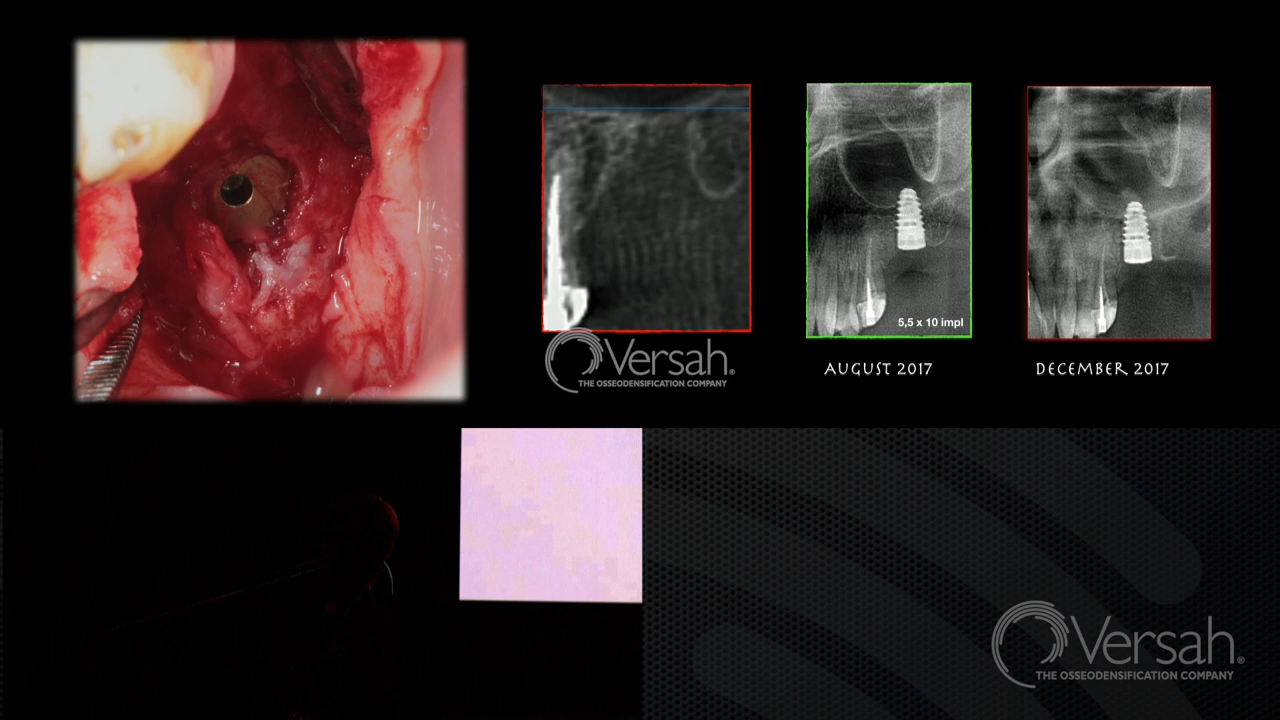 Versah®
THE OSSEODENSIFICATION COMPANY
5,5 x 10 impl
AUGUST 2017
DECEMBER 2017
Versah®
THE OSSEODENSIFICATION COMPANY